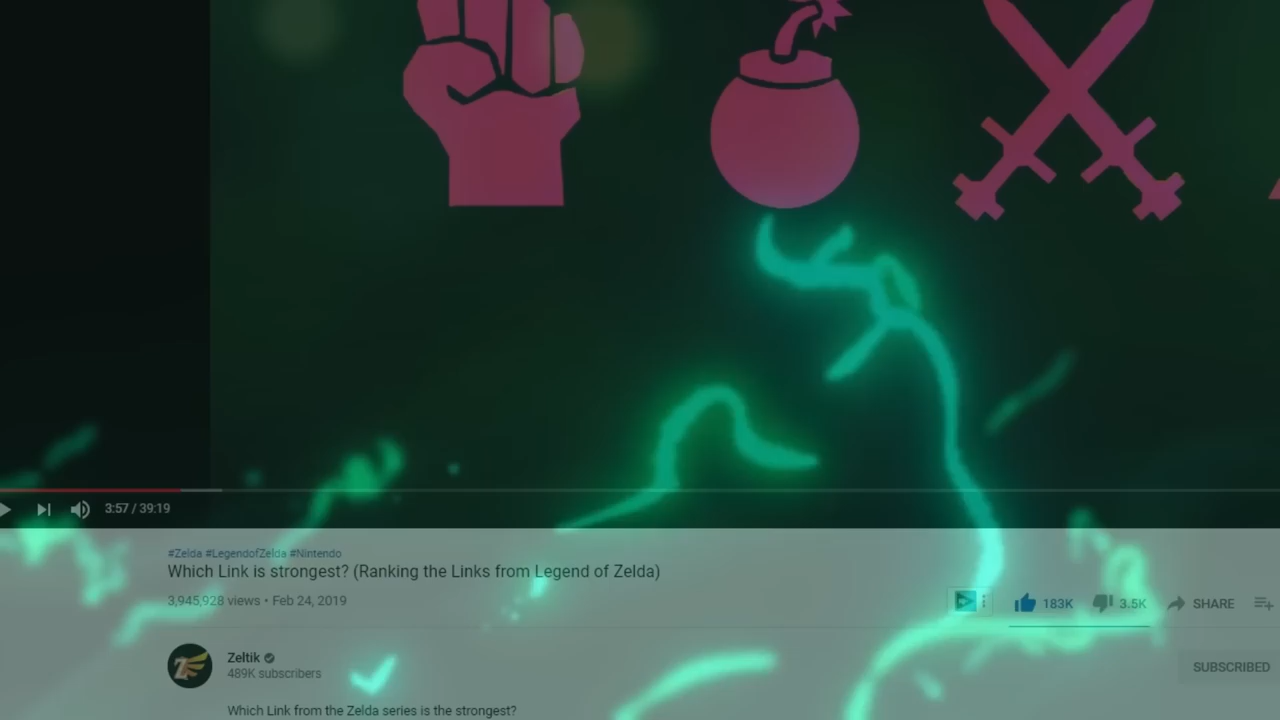 3:57 / 39:19
#Zelda #LegendofZelda #Nintendo
Which Link is strongest? (Ranking the Links from Legend of Zelda)
3,945,928 views • Feb 24, 2019
183K
3.5K
SHARE
Zeltik
489K subscribers
SUBSCRIBED
Which Link from the Zelda series is the strongest?